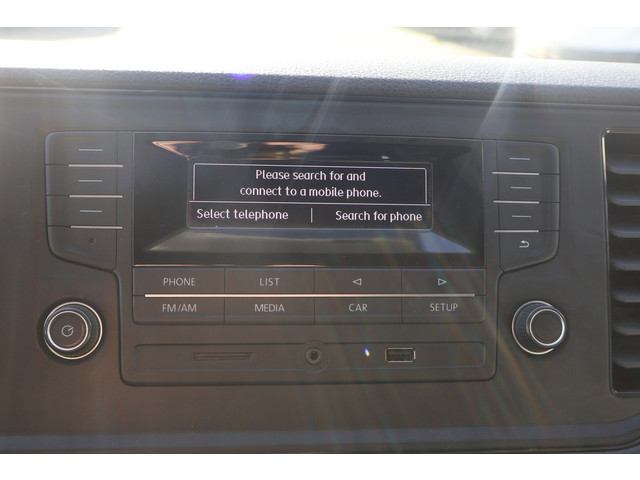 Please search for and
connect to a mobile phone.
Select telephone
Search for phone
PHONE
LIST
FM/AM
MEDIA
CAR
SETUP